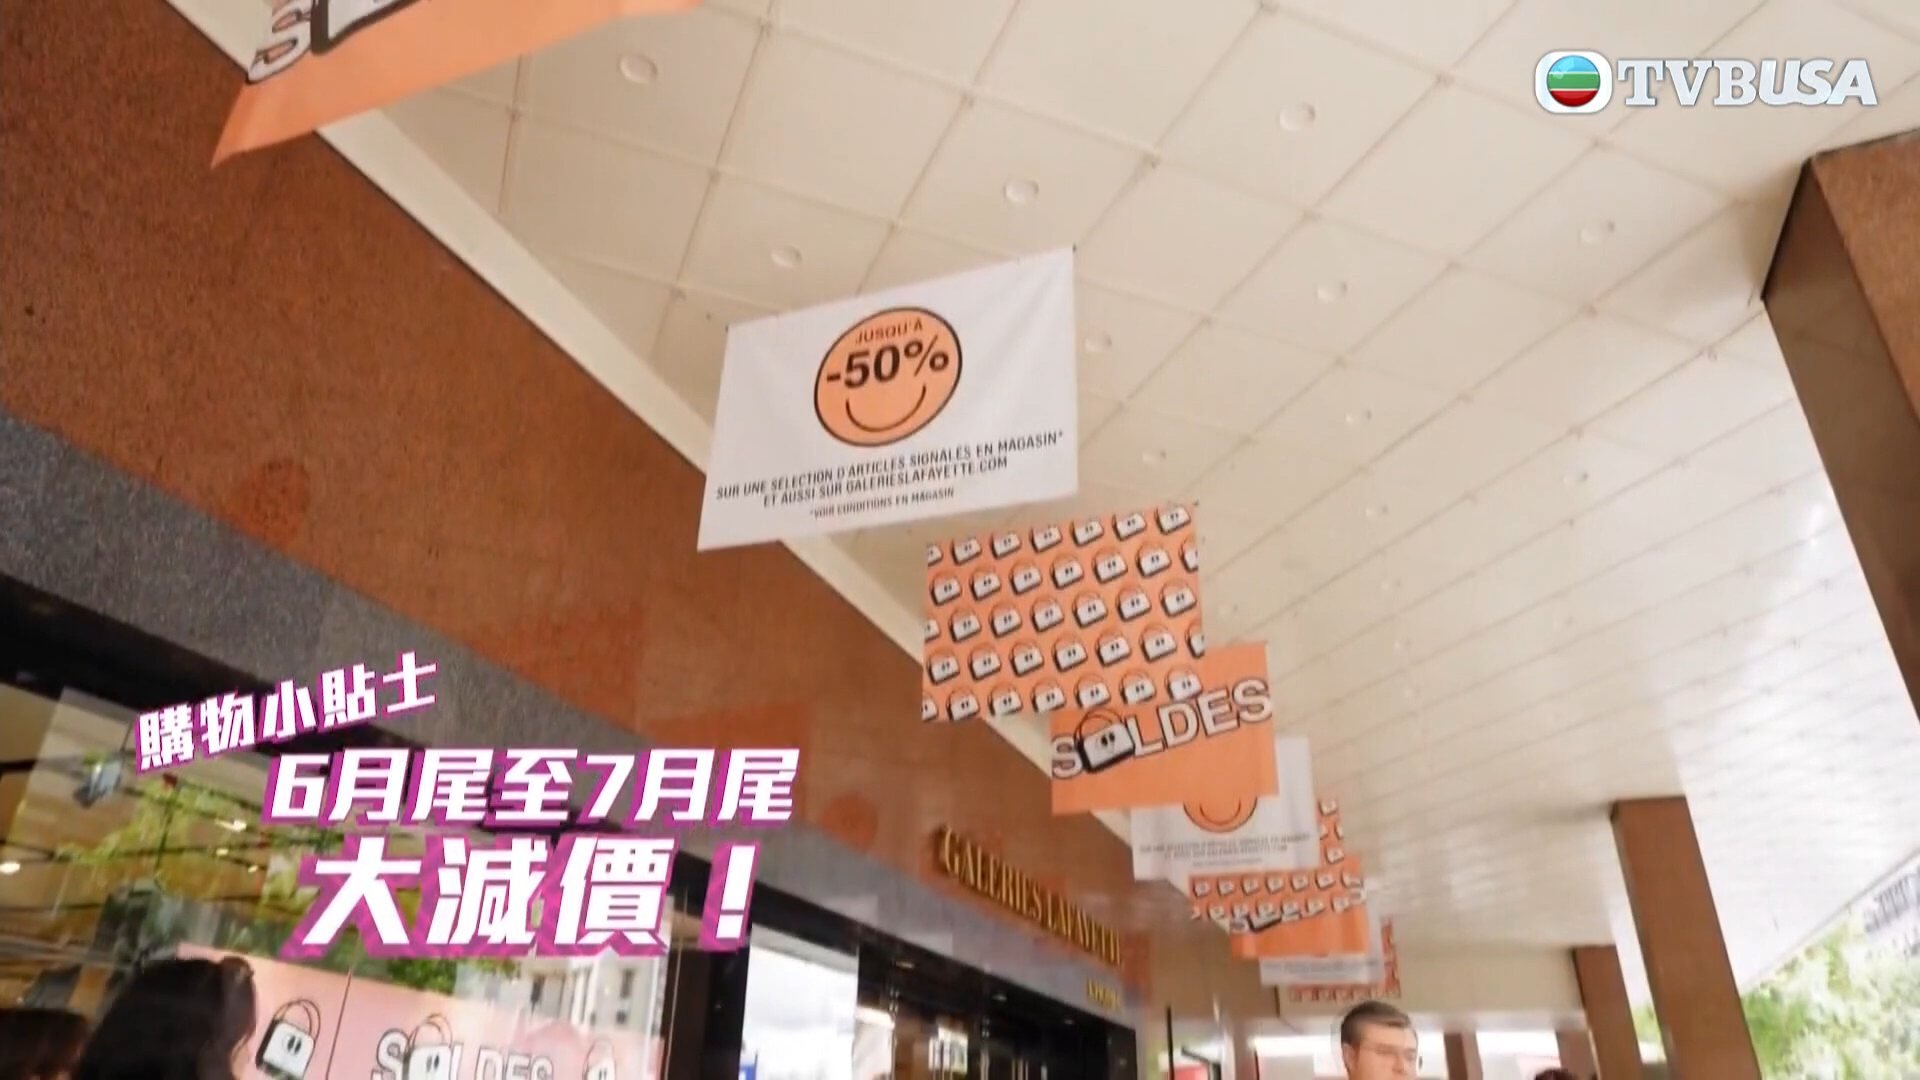 TVBUSA
JUSQU'À
-50%
SUR UNE SÉLECTION D'ARTICLES SIGNALÉS EN MAGASIN*
ET AUSSI SUR GALERIESLAFAYETTE.COM
*VOIR CONDITIONS EN MAGASIN
SOLDES
購物小貼士
6月尾至7月尾
大減價！
GALERIES LAFAYETTE
SOLDES